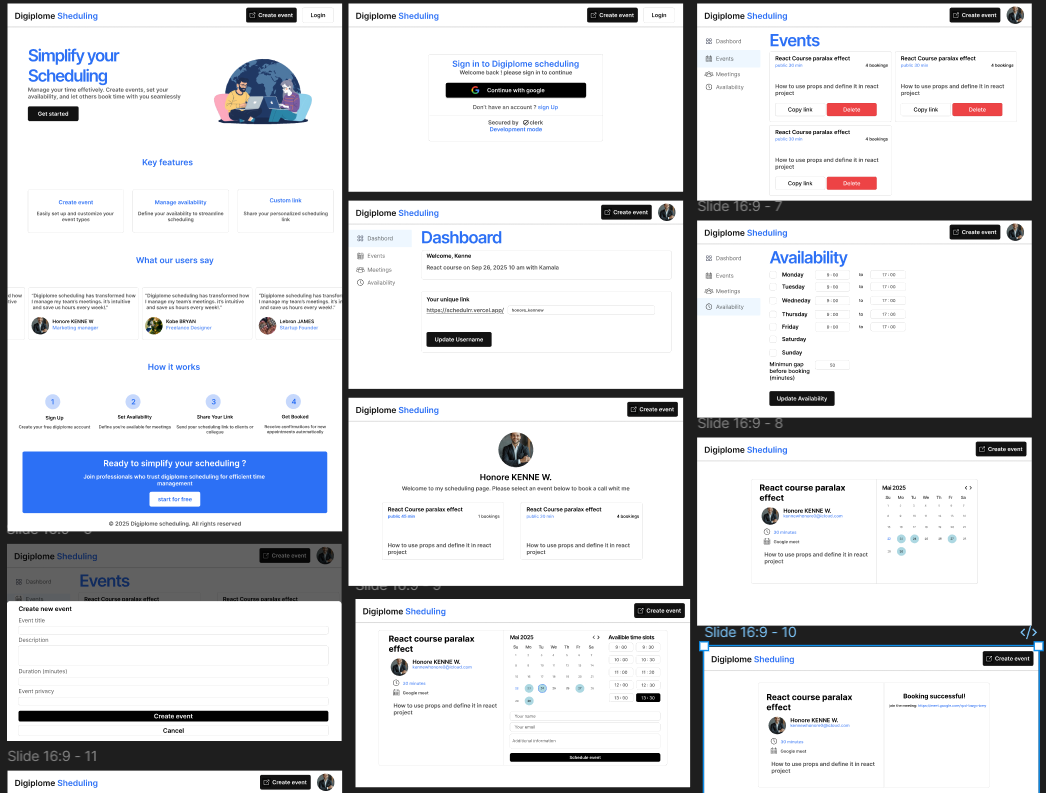 Digiplome Sheduling
Create event
Login
Simplify your
Scheduling
Manage your time effetively. Create events, set your
availability, and let others book time with you seamlessly
Get started
Key features
Create event
Easily set up and customize your
event types
Manage availability
Define your availability to streamline
scheduling
Custom link
Share your personalized scheduling
link
What our users say
d how
"Digiplome scheduling has transformed how
I manage my team's meetings. it's intuitive
and save us hours every week!."
Honore KENNE W
Marketing manager
"Digiplome scheduling has transformed how
I manage my team's meetings. it's intuitive
and save us hours every week!."
Kobe BRYAN
Freelance Designer
"Digiplome scheduling has transform
I manage my team's meetings. it's in
and save us hours every week!."
Lebron JAMES
Startup Founder
How it works
1
Sign Up
Create your free digiplome account
2
Set Availability
Define you're available for meetings
3
Share Your Link
Send your scheduling link to clients or
collegue
4
Get Booked
Receive confirmations for new
appointments automatically
Ready to simplify your scheduling ?
Join professionals who trust digiplome scheduling for efficient time
management
start for free
© 2025 Digiplome scheduling. All rights reserved
Digiplome Sheduling
Create event
Dashbord
Events
Events
React Course paralax effect
React Course paralax effect
Create new event
Event title
Description
Duration (minutes)
Event privacy
Create event
Cancel
Slide 16:9 - 11
Digiplome Sheduling
Create event
Digiplome Sheduling
Create event
Login
Sign in to Digiplome scheduling
Welcome back ! please sign in to continue
Continue with google
Don't have an account ? sign Up
Secured by clerk
Development mode
Digiplome Sheduling
Create event
Dashbord
Events
Meetings
Availability
Dashboard
Welcome, Kenne
React course on Sep 26, 2025 10 am with Kamala
Your unique link
https://schedulrr.vercel.app/
honore_kennew
Update Username
Digiplome Sheduling
Create event
Honore KENNE W.
Welcome to my scheduling page. Please select an event below to book a call whit me
React Course paralax effect
public 45 min
1 bookings
How to use props and define it in react
project
React Course paralax effect
public 30 min
4 bookings
How to use props and define it in react
project
Digiplome Sheduling
Create event
React course paralax
effect
Honore KENNE W.
30 minutes
Google meet
How to use props and define it in react
project
Mai 2025
Su Mo Tu We Th Fr Sa
Availble time slots
09 : 00
09 : 30
10 : 00
10 : 30
11 : 00
11 : 30
12 : 00
12 : 30
13 : 00
13 : 30
Your name
Your email
Additional information
Schedule event
Digiplome Sheduling
Create event
Dashbord
Events
Meetings
Availability
Events
React Course paralax effect
public 30 min
4 bookings
How to use props and define it in react
project
Copy link
Delete
React Course paralax effect
public 30 min
4 bookings
How to use props and define it in react
project
Copy link
Delete
React Course paralax effect
public 30 min
4 bookings
How to use props and define it in react
project
Copy link
Delete
Slide 16:9 - 7
Digiplome Sheduling
Create event
Dashbord
Events
Meetings
Availability
Availability
Monday 9 : 00 to 17 : 00
Tuesday 9 : 00 to 17 : 00
Wednesday 9 : 00 to 17 : 00
Thursday 9 : 00 to 17 : 00
Friday 9 : 00 to 17 : 00
Saturday
Sunday
Minimun gap
before booking
(minutes)
Update Availability
Slide 16:9 - 8
Digiplome Sheduling
Create event
React Course paralax
effect
Honore KENNE W.
30 minutes
Google meet
How to use props and define it in react
project
Mai 2025
Su Mo Tu We Th Fr Sa
Slide 16:9 - 10
Digiplome Sheduling
Create event
React Course paralax
effect
Honore KENNE W.
30 minutes
Google meet
How to use props and define it in react
project
Booking successful!
join the meeting: